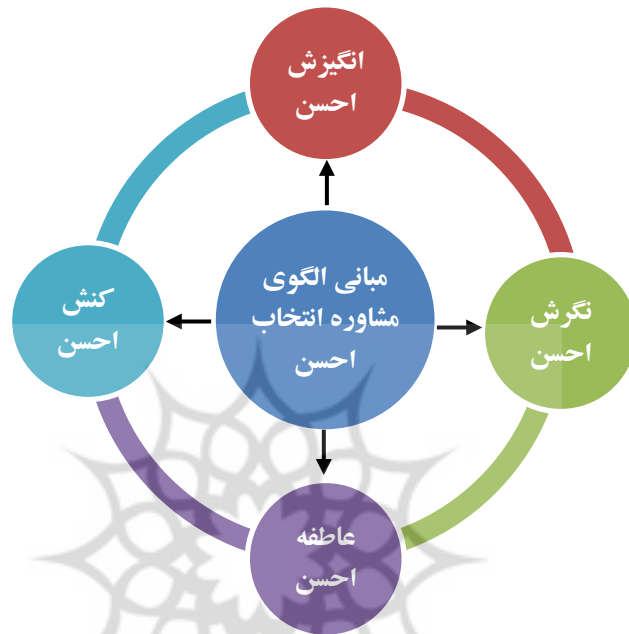 انگیزش
احسن
مبانی الگوی
مشاوره انتخاب
احسن
نگرش
احسن
کنش
احسن
عاطفه
احسن